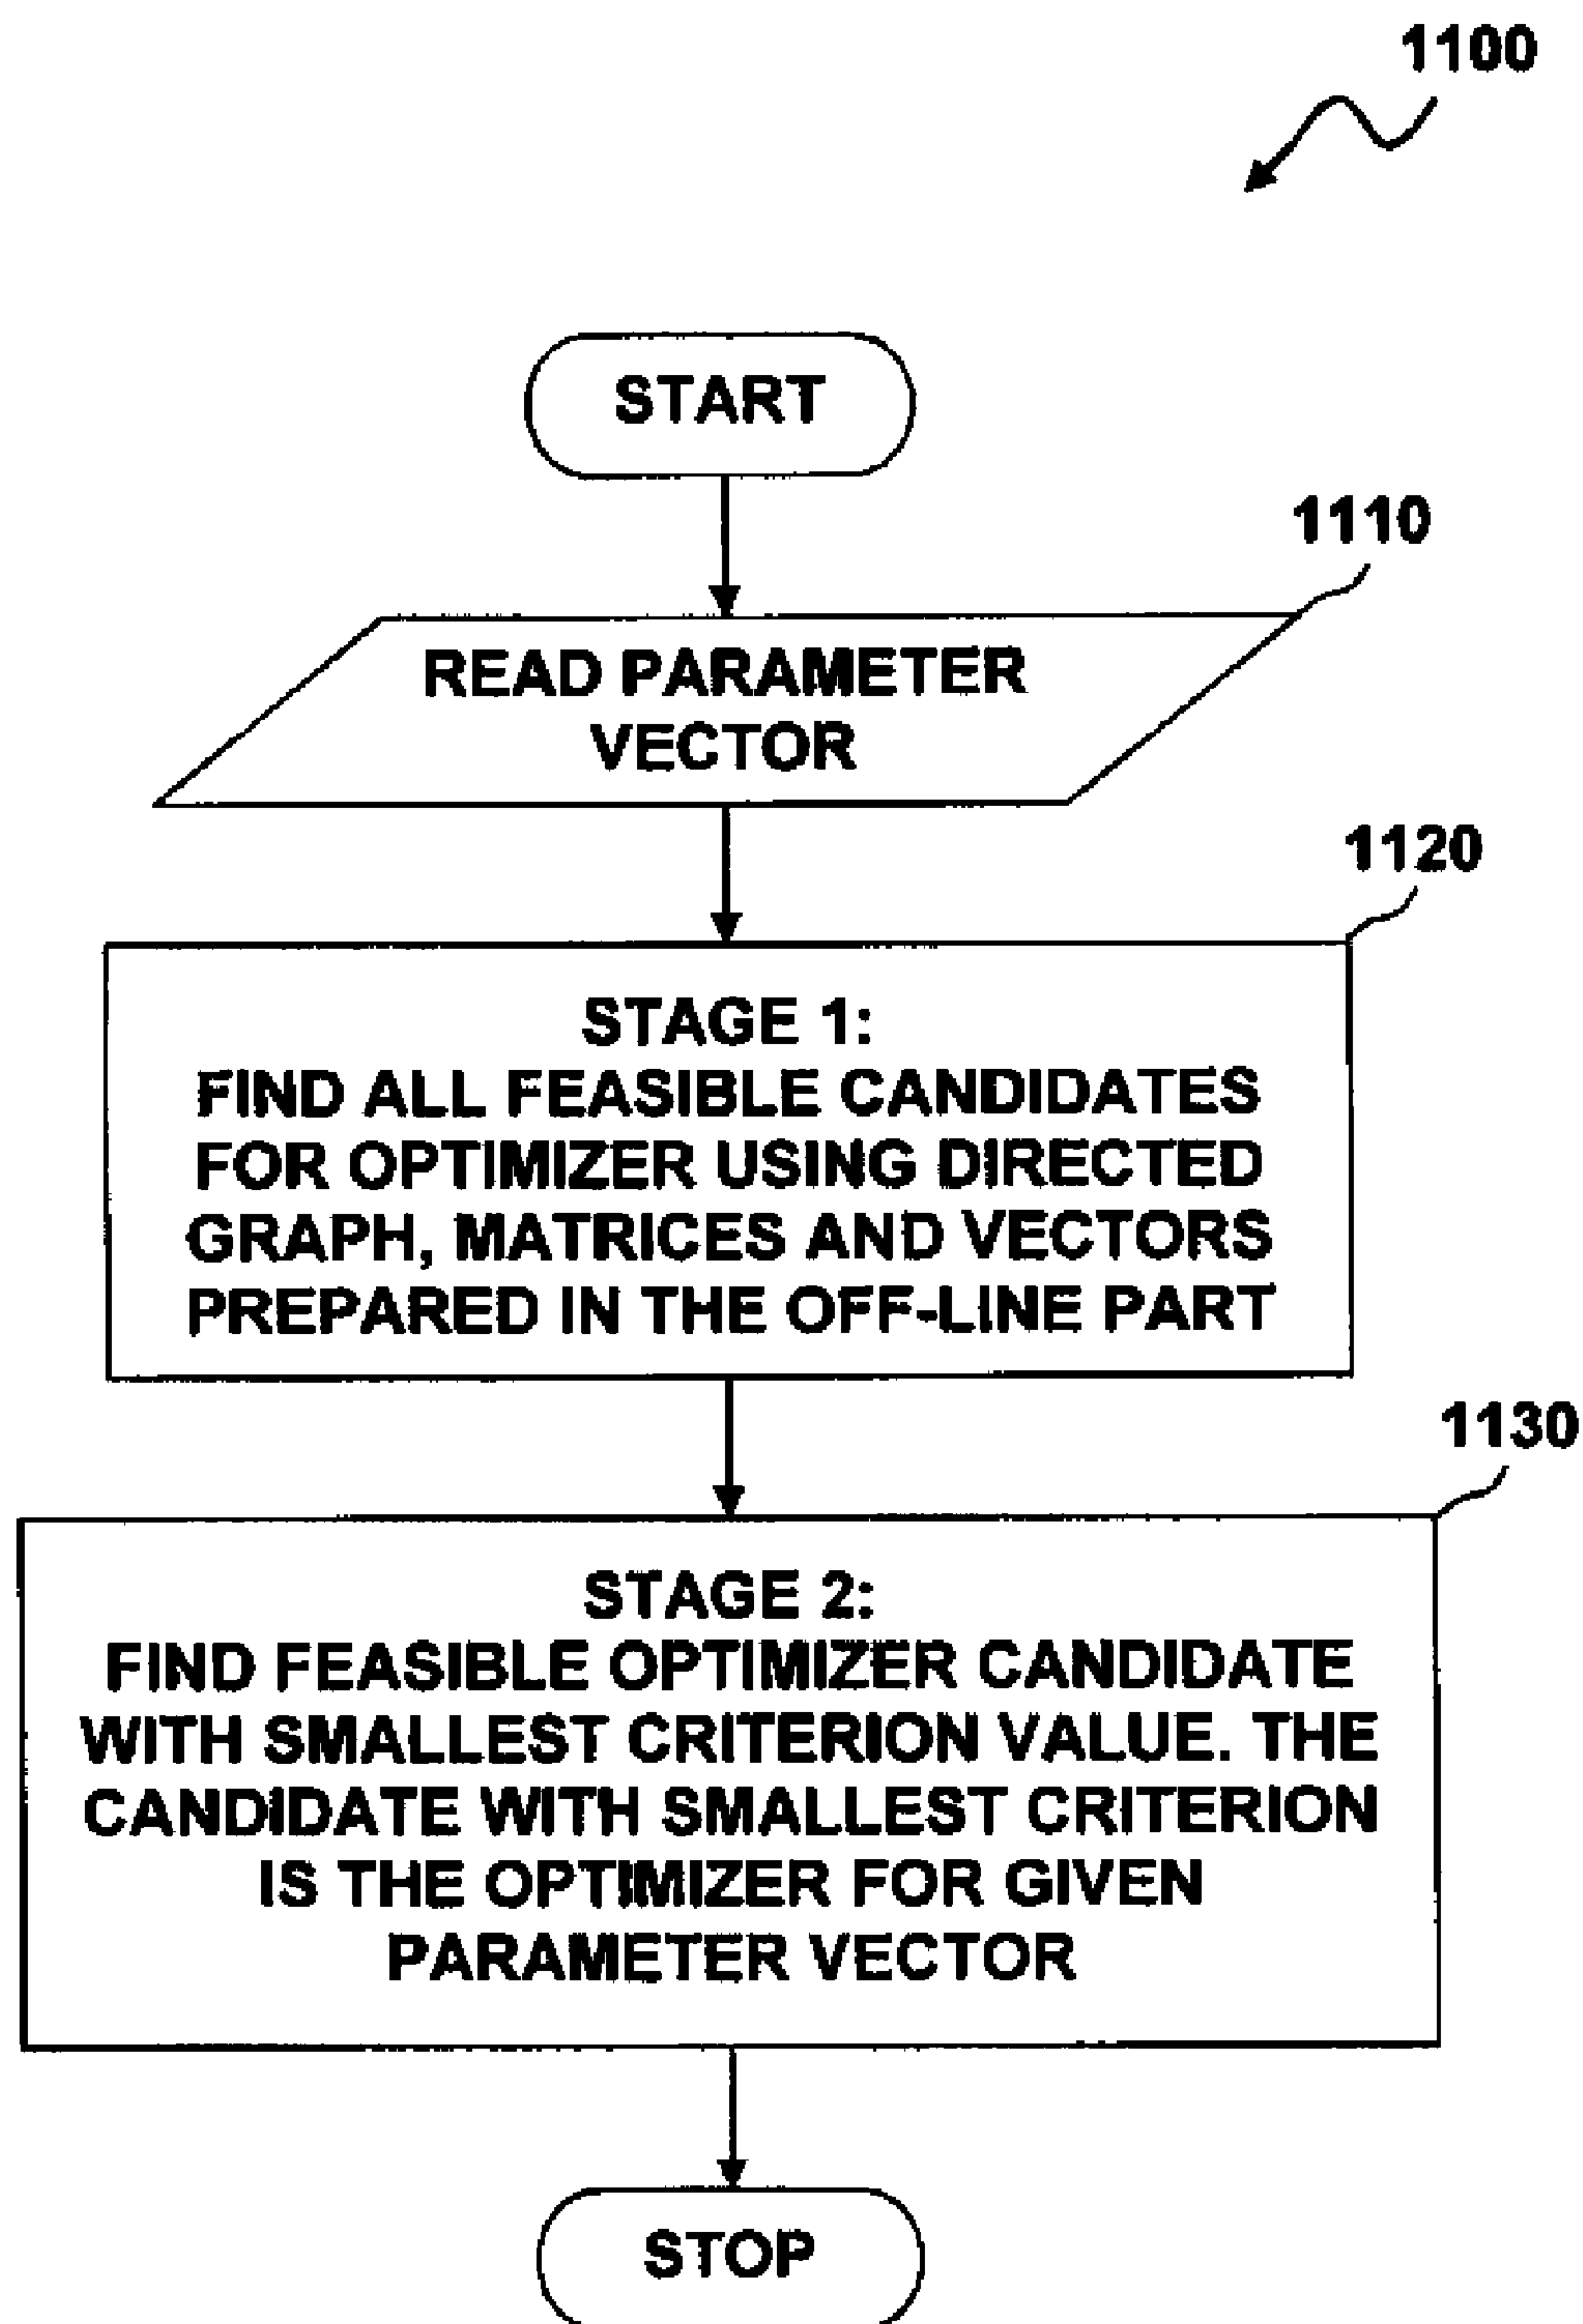 1100
START
1110
READ PARAMETER
VECTOR
1120
STAGE 1:
FIND ALL FEASIBLE CANDIDATES
FOR OPTIMIZER USING DIRECTED
GRAPH, MATRICES AND VECTORS
PREPARED IN THE OFF-LINE PART
1130
STAGE 2:
FIND FEASIBLE OPTIMIZER CANDIDATE
WITH SMALLEST CRITERION VALUE. THE
CANDIDATE WITH SMALLEST CRITERION
IS THE OPTIMIZER FOR GIVEN
PARAMETER VECTOR
STOP